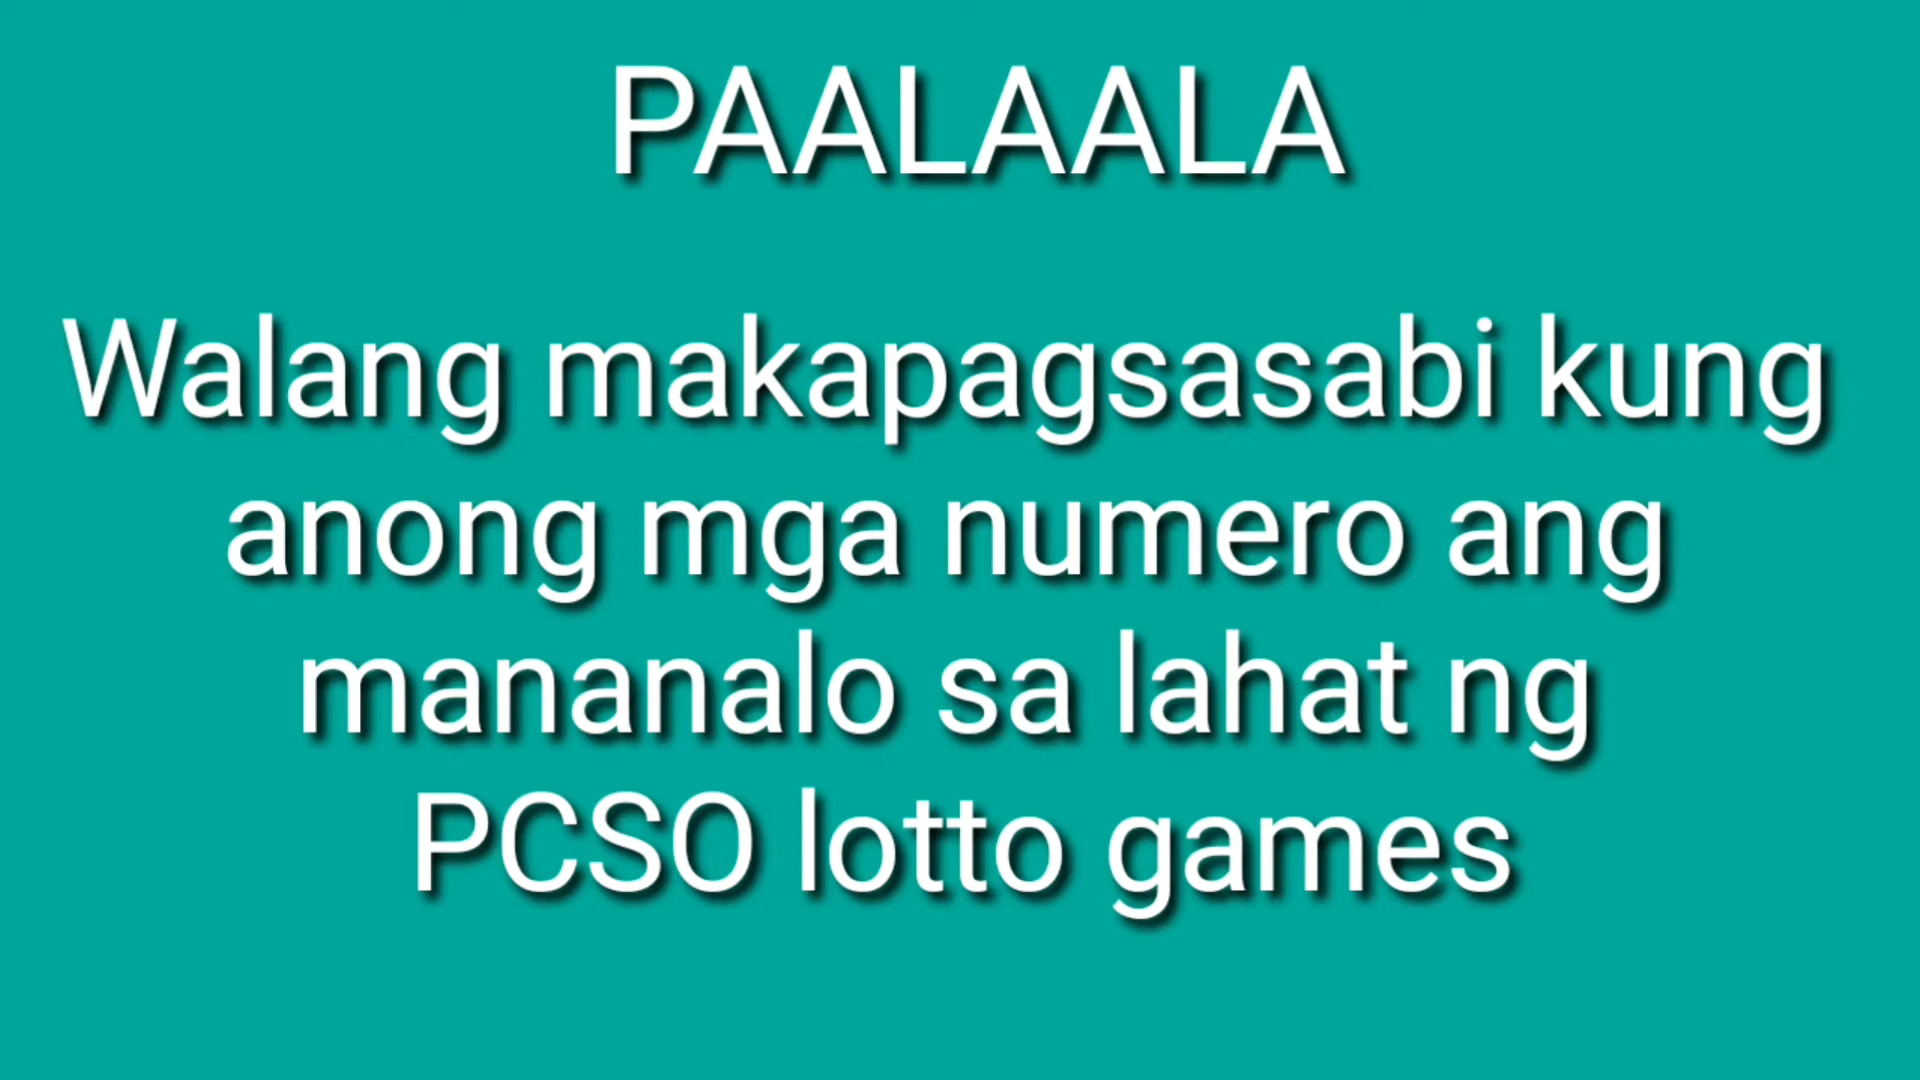 PAALAALA
Walang makapagsasabi kung
anong mga numero ang
mananalo sa lahat ng
PCSO lotto games